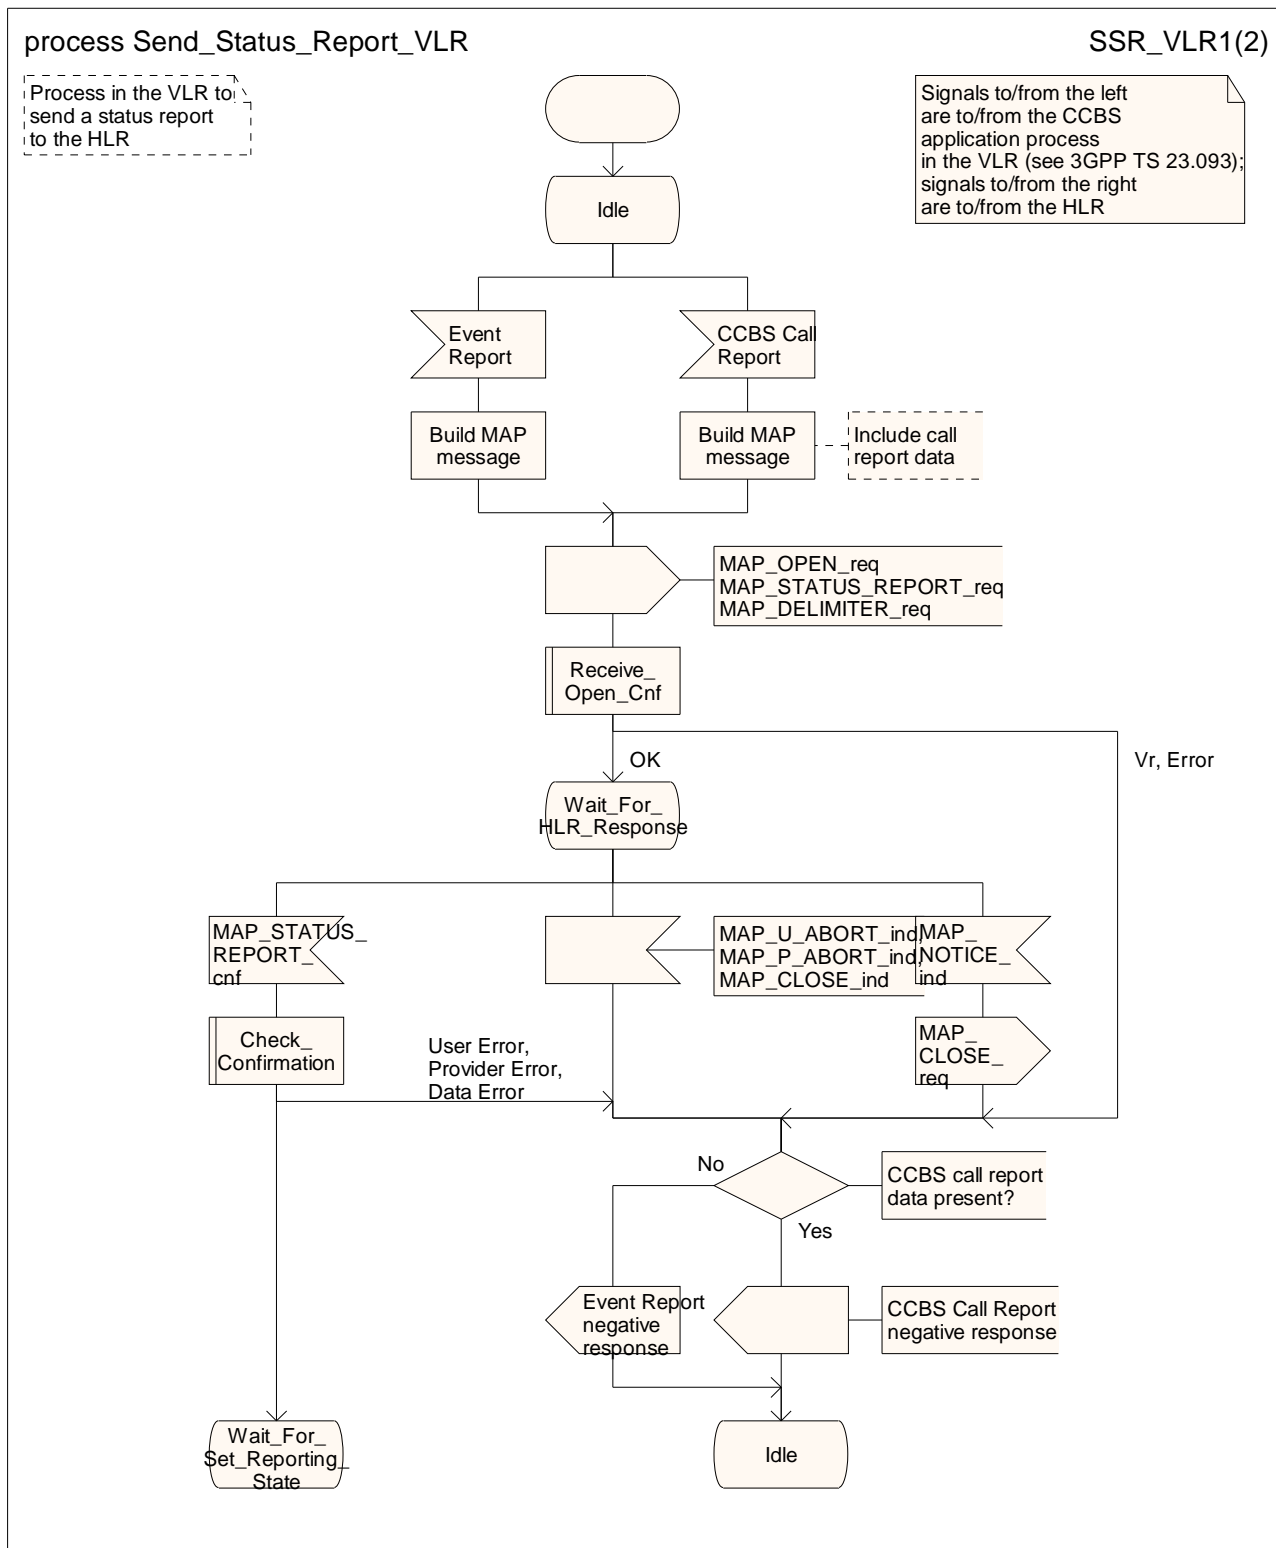 process Send_Status_Report_VLR
SSR_VLR1(2)
Process in the VLR to
send a status report
to the HLR
Signals to/from the left
are to/from the CCBS
application process
in the VLR (see 3GPP TS 23.093);
signals to/from the right
are to/from the HLR
Idle
Event
Report
CCBS Call
Report
Build MAP
message
Build MAP
message
Include call
report data
MAP_OPEN_req
MAP_STATUS_REPORT_req
MAP_DELIMITER_req
Receive_
Open_Cnf
OK
Vr, Error
Wait_For_
HLR_Response
MAP_STATUS_
REPORT_
cnf
MAP_U_ABORT_ind,
MAP_P_ABORT_ind,
MAP_CLOSE_ind
MAP_
NOTICE_
ind
Check_
Confirmation
User Error,
Provider Error,
Data Error
MAP_
CLOSE_
req
No
CCBS call report
data present?
Yes
Event Report
negative
response
CCBS Call Report
negative response
Wait_For_
Set_Reporting_
State
Idle